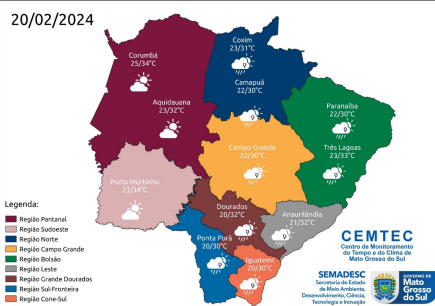 20/02/2024
Coxim
23/31°C
Corumbá
25/34°C
Camapuã
22/30°C
Aquidauana
23/32°C
Paranaíba
22/30°C
Campo Grande
22/30°C
Três Lagoas
23/33°C
Porto Murtinho
23/34°C
Dourados
20/32°C
Anaurilândia
21/32°C
Ponta Porã
20/30°C
Iguatemi
20/30°C
Legenda:
Região Pantanal
Região Sudoeste
Região Norte
Região Campo Grande
Região Bolsão
Região Leste
Região Grande Dourados
Região Sul-Fronteira
Região Cone-Sul
CEMTEC
Centro de Monitoramento
do Tempo e do Clima de
Mato Grosso do Sul
SEMADESC
Secretaria de Estado
de Meio Ambiente,
Desenvolvimento, Ciência,
Tecnologia e Inovação
GOVERNO DE
Mato
Grosso
do Sul